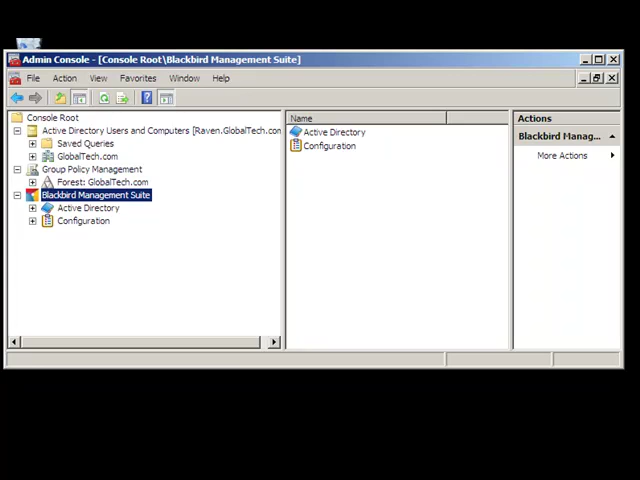 Admin Console - [Console Root\Blackbird Management Suite]
File Action View Favorites Window Help
Console Root
Active Directory Users and Computers [Raven.GlobalTech.con
Saved Queries
GlobalTech.com
Group Policy Management
Forest: GlobalTech.com
Blackbird Management Suite
Active Directory
Configuration
Name
Active Directory
Configuration
Actions
Blackbird Manag...
More Actions